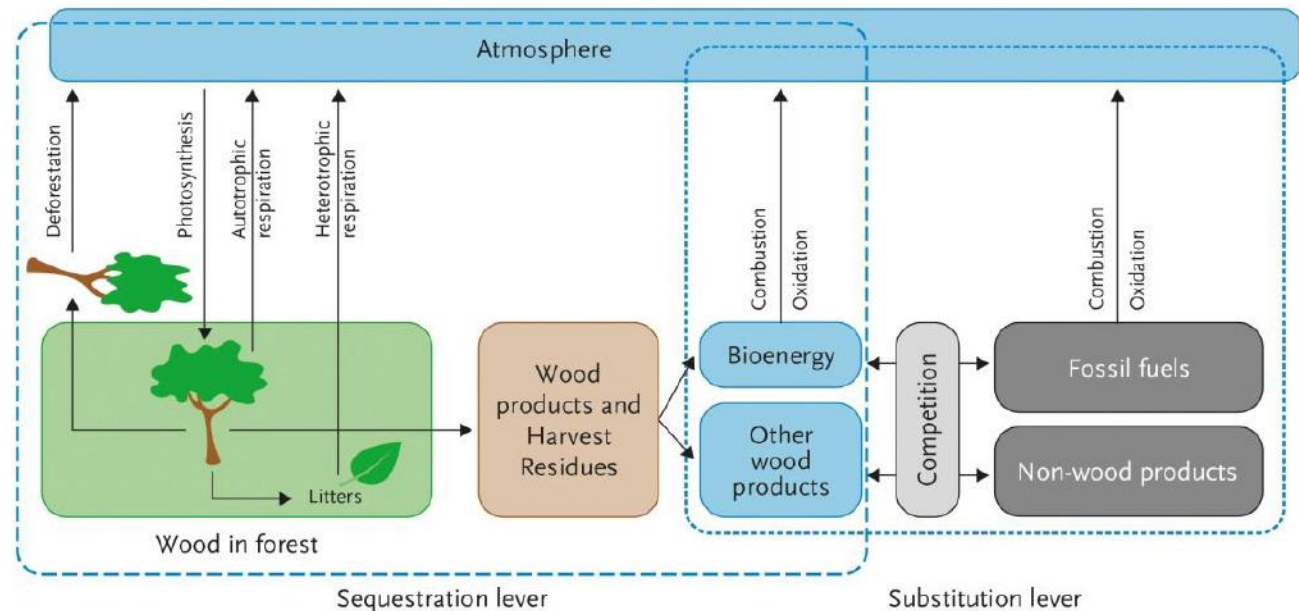 Atmosphere
Deforestation
Photosynthesis
Autotrophic
respiration
Heterotrophic
respiration
Combustion
Oxidation
Combustion
Oxidation
Wood
products and
Harvest
Residues
Bioenergy
Other
wood
products
Competition
Fossil fuels
Non-wood products
Litters
Wood in forest
Sequestration lever
Substitution lever